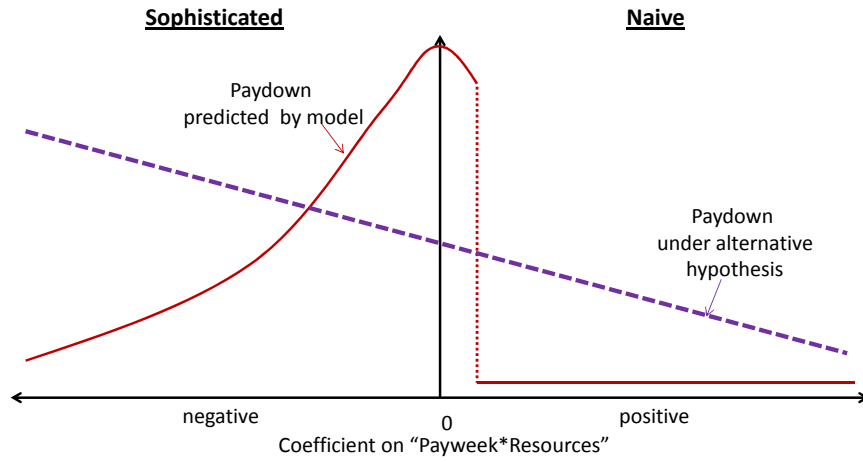 Sophisticated
Naive
Paydown
predicted by model
Paydown
under alternative
hypothesis
negative
0
positive
Coefficient on “Payweek*Resources”